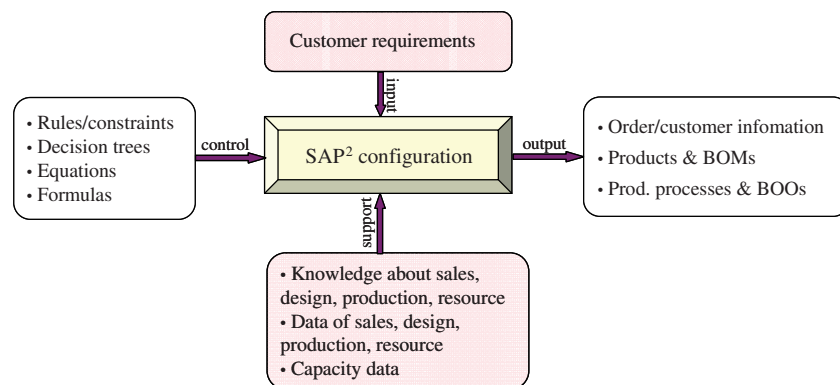 Customer requirements
input
• Rules/constraints
• Decision trees
• Equations
• Formulas
control
SAP² configuration
output
• Order/customer infomation
• Products & BOMs
• Prod. processes & BOOs
support
• Knowledge about sales,
design, production, resource
• Data of sales, design,
production, resource
• Capacity data